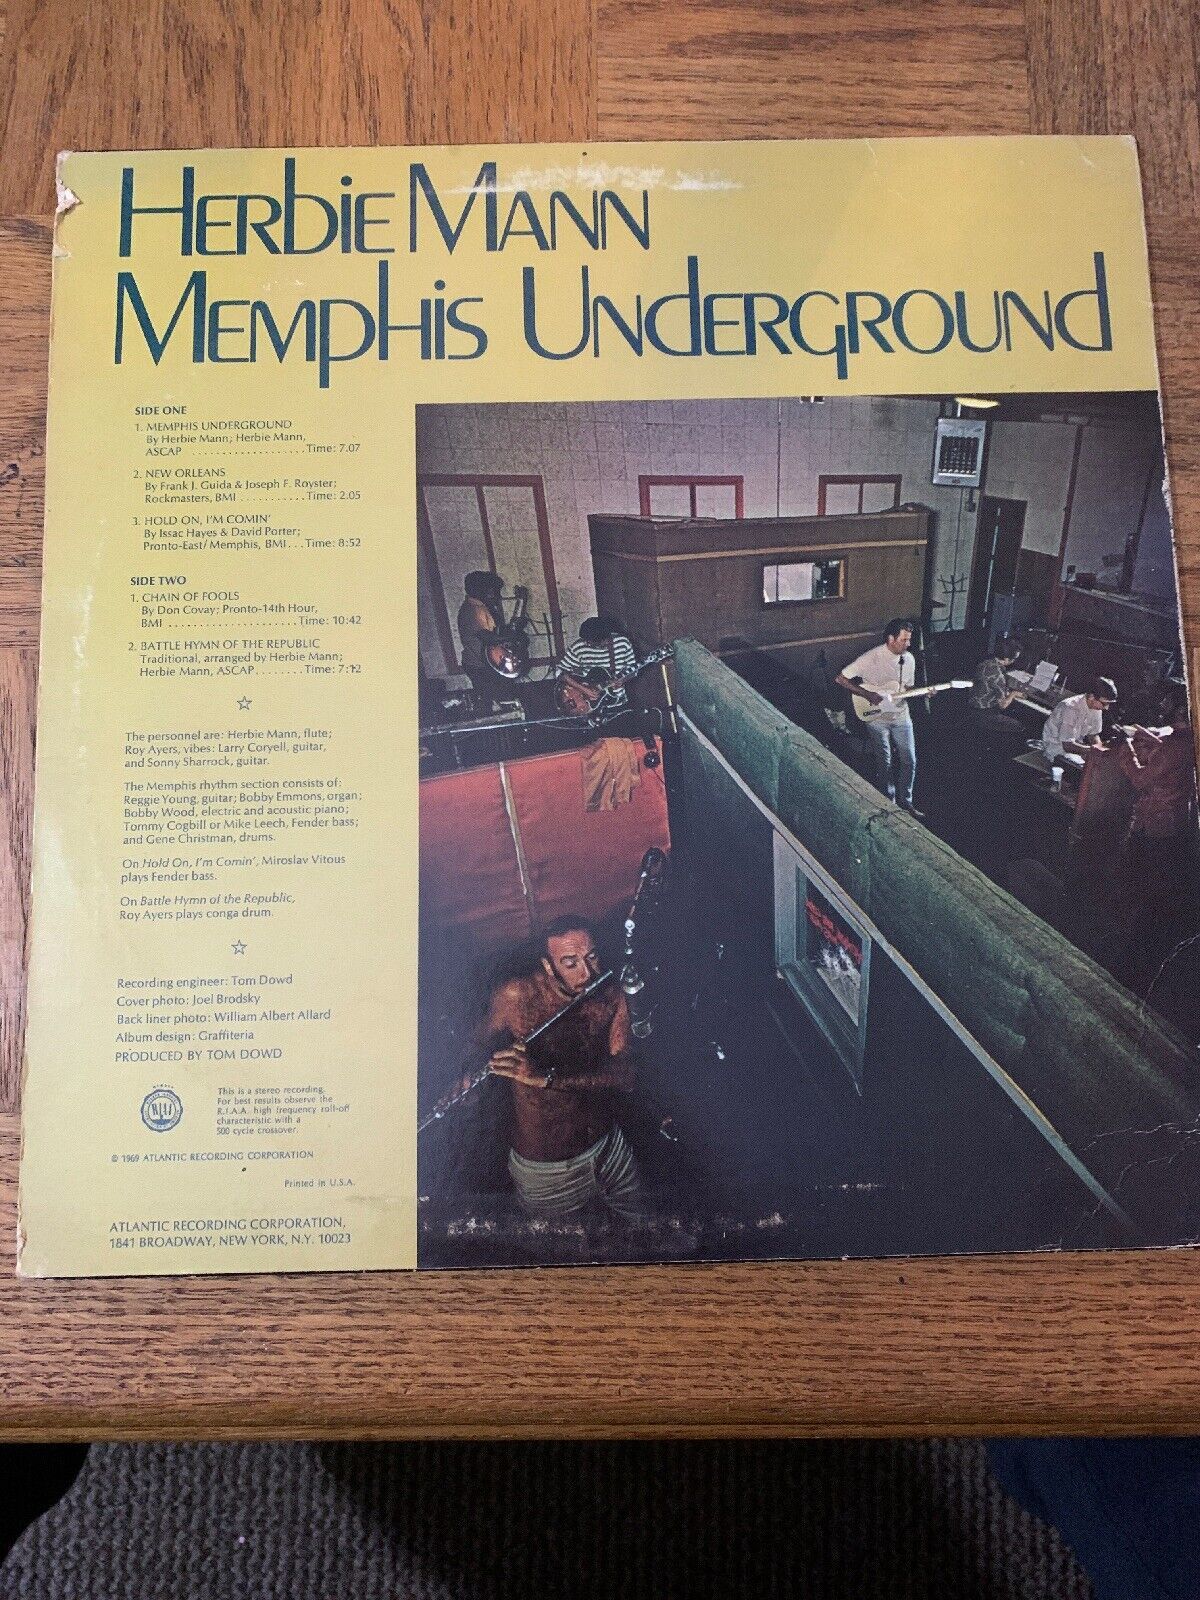 Herbie Mann
Memphis Underground
SIDE ONE
1. MEMPHIS UNDERGROUND
By Herbie Mann; Herbie Mann,
ASCAP ................... Time: 7.07
2. NEW ORLEANS
By Frank J. Guida & Joseph F. Royster;
Rockmasters, BMI ........... Time: 2.05
3. HOLD ON, I'M COMIN'
By Issac Hayes & David Porter;
Pronto-East/Memphis, BMI... Time: 8:52
SIDE TWO
1. CHAIN OF FOOLS
By Don Covay; Pronto-14th Hour,
BMI ..................... Time: 10:42
2. BATTLE HYMN OF THE REPUBLIC
Traditional, arranged by Herbie Mann;
Herbie Mann, ASCAP........ Time: 7:12
The personnel are: Herbie Mann, flute;
Roy Ayers, vibes: Larry Coryell, guitar,
and Sonny Sharrock, guitar.
The Memphis rhythm section consists of:
Reggie Young, guitar; Bobby Emmons, organ;
Bobby Wood, electric and acoustic piano;
Tommy Cogbill or Mike Leech, Fender bass;
and Gene Christman, drums.
On Hold On, I'm Comin', Miroslav Vitous
plays Fender bass.
On Battle Hymn of the Republic,
Roy Ayers plays conga drum.
Recording engineer: Tom Dowd
Cover photo: Joel Brodsky
Back liner photo: William Albert Allard
Album design: Graffiteria
PRODUCED BY TOM DOWD
This is a stereo recording.
For best results observe the
R.I.A.A. high frequency roll-off
characteristic with a
500 cycle crossover.
© 1969 ATLANTIC RECORDING CORPORATION
Printed in U.S.A.
ATLANTIC RECORDING CORPORATION,
1841 BROADWAY, NEW YORK, N.Y. 10023